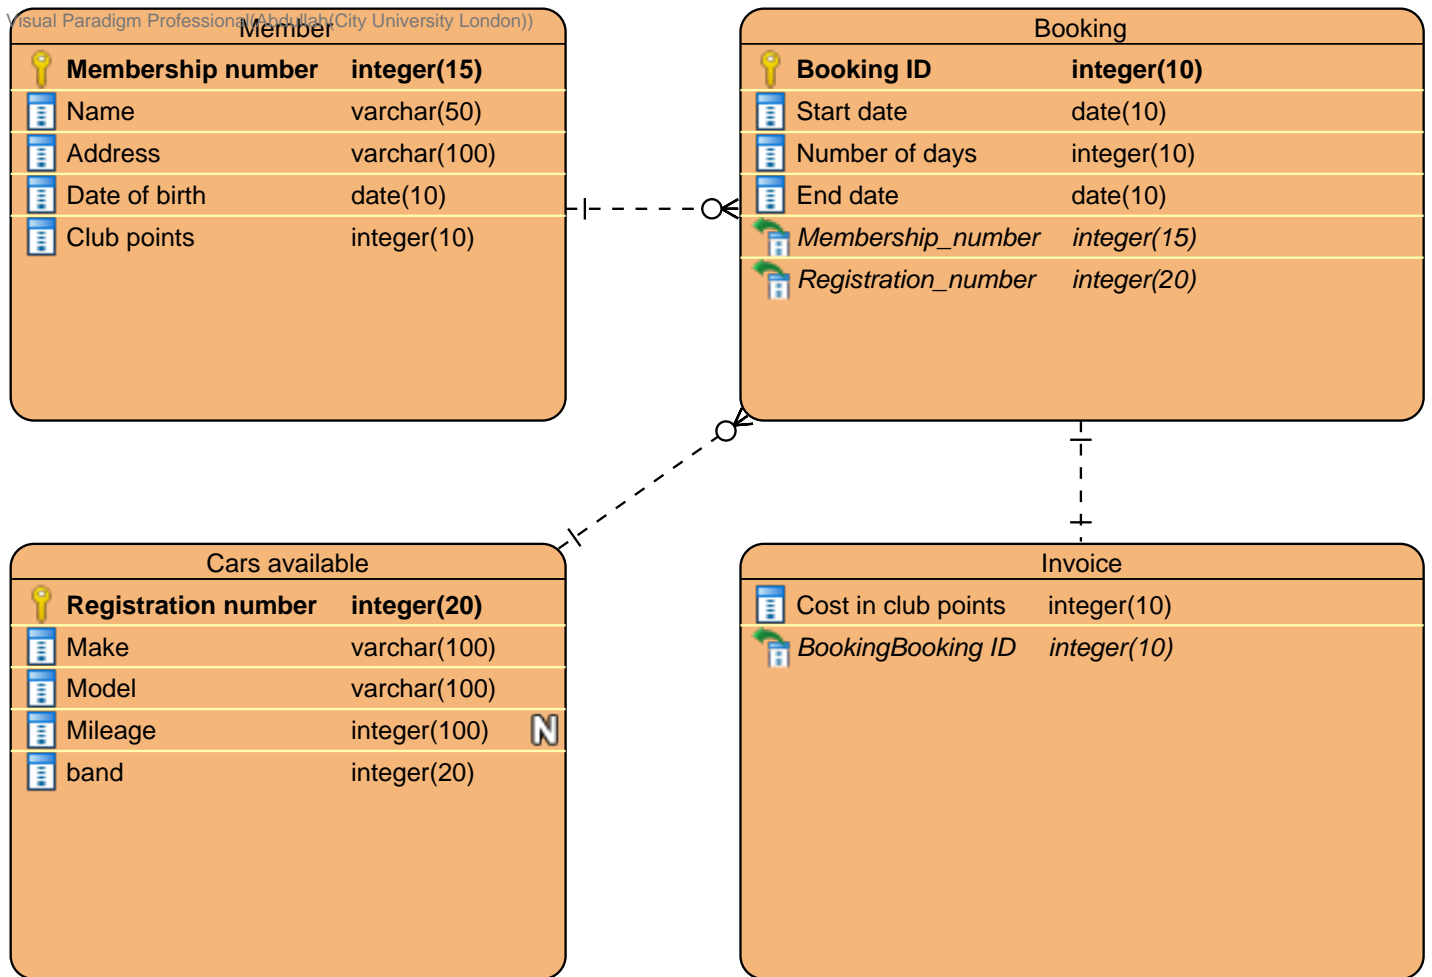 Visual Paradigm Professional(Abdullah(City University London))
Member
Membership number integer(15)
Name varchar(50)
Address varchar(100)
Date of birth date(10)
Club points integer(10)
Booking
Booking ID integer(10)
Start date date(10)
Number of days integer(10)
End date date(10)
Membership_number integer(15)
Registration_number integer(20)
Cars available
Registration number integer(20)
Make varchar(100)
Model varchar(100)
Mileage integer(100) N
band integer(20)
Invoice
Cost in club points integer(10)
BookingBooking ID integer(10)